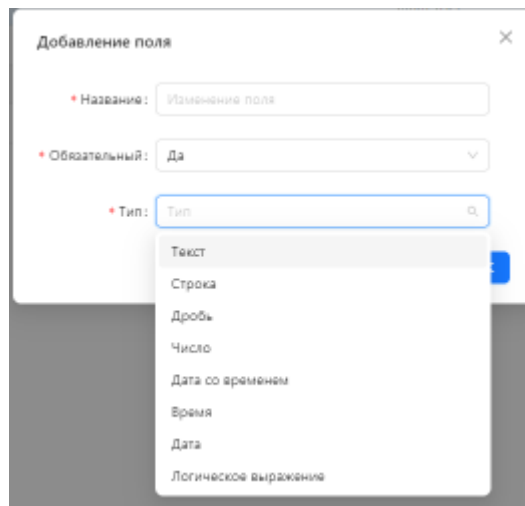 Добавление поля
* Название: Изменение поля
* Обязательный: Да
* Тип: Тип
Текст
Строка
Дробь
Число
Дата со временем
Время
Дата
Логическое выражение